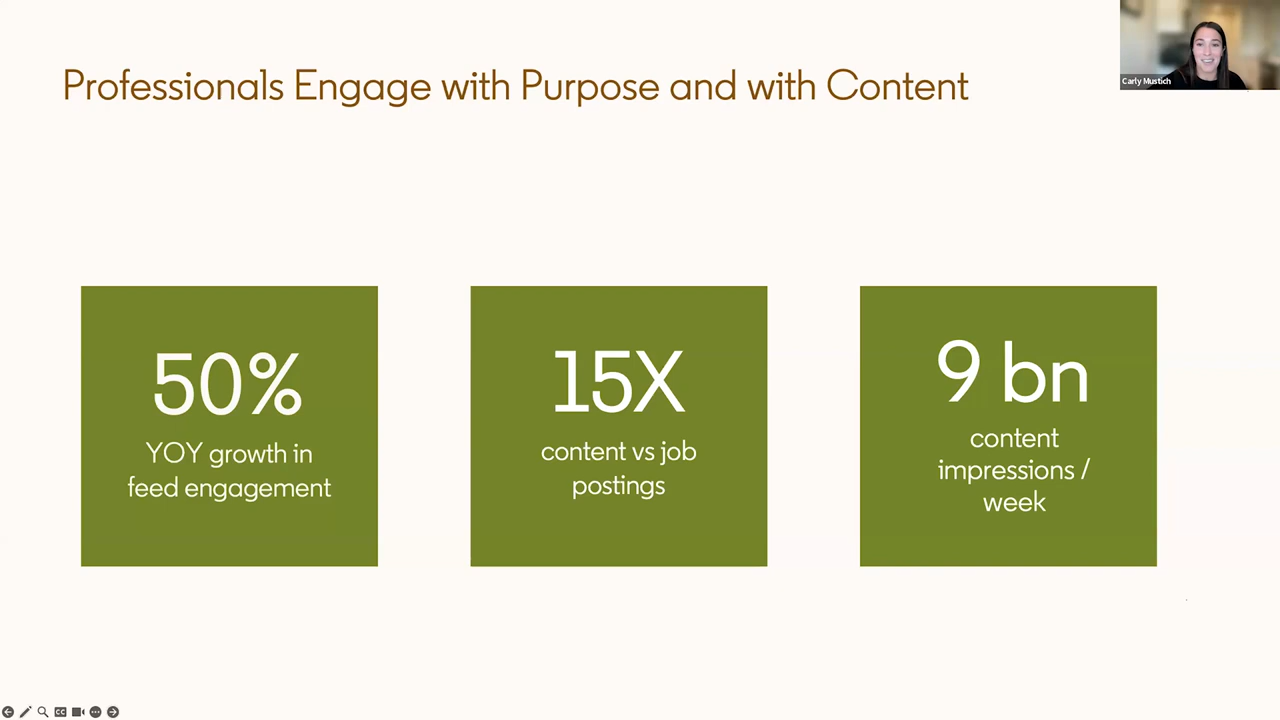 Professionals Engage with Purpose and with Content
Carly Mustich
50%
YOY growth in
feed engagement
15X
content vs job
postings
9 bn
content
impressions /
week
CC